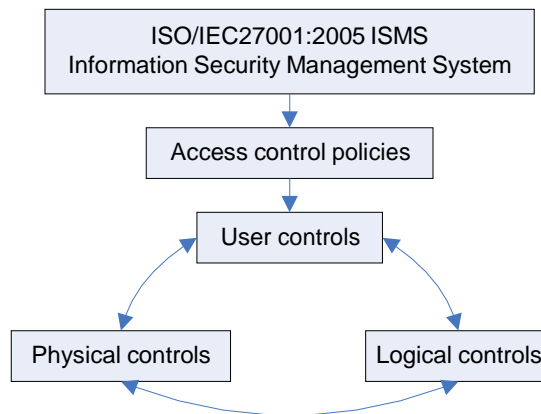 ISO/IEC27001:2005 ISMS
Information Security Management System
Access control policies
User controls
Physical controls
Logical controls